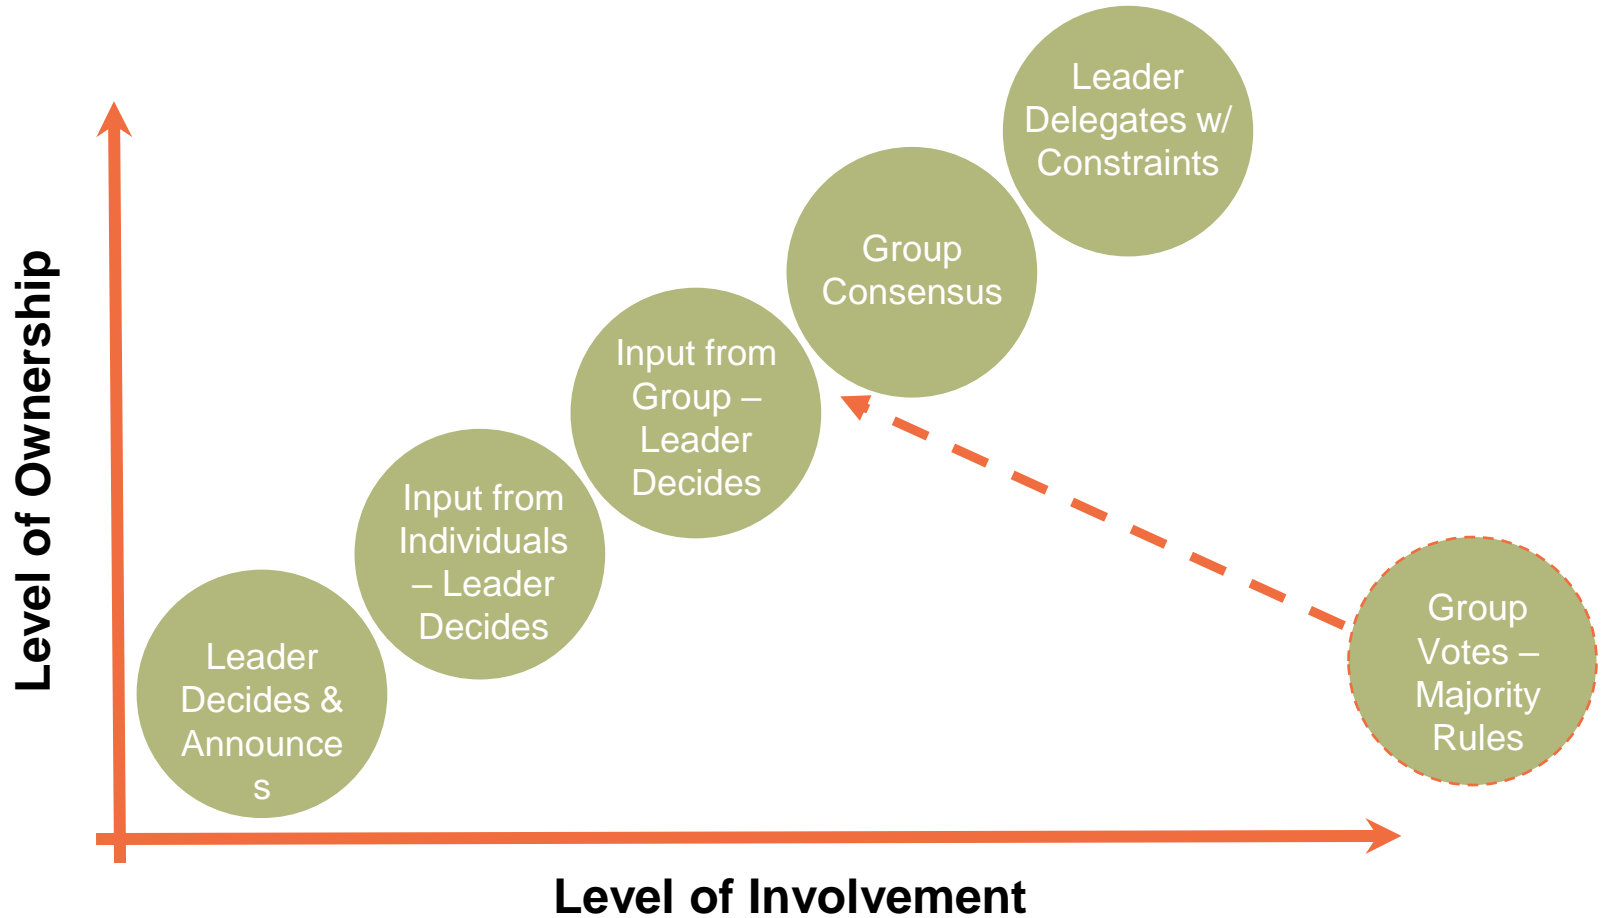 Leader
Delegates w/
Constraints
Group
Consensus
Input from
Group –
Leader
Decides
Input from
Individuals
– Leader
Decides
Leader
Decides &
Announce
s
Group
Votes –
Majority
Rules
Level of Ownership
Level of Involvement